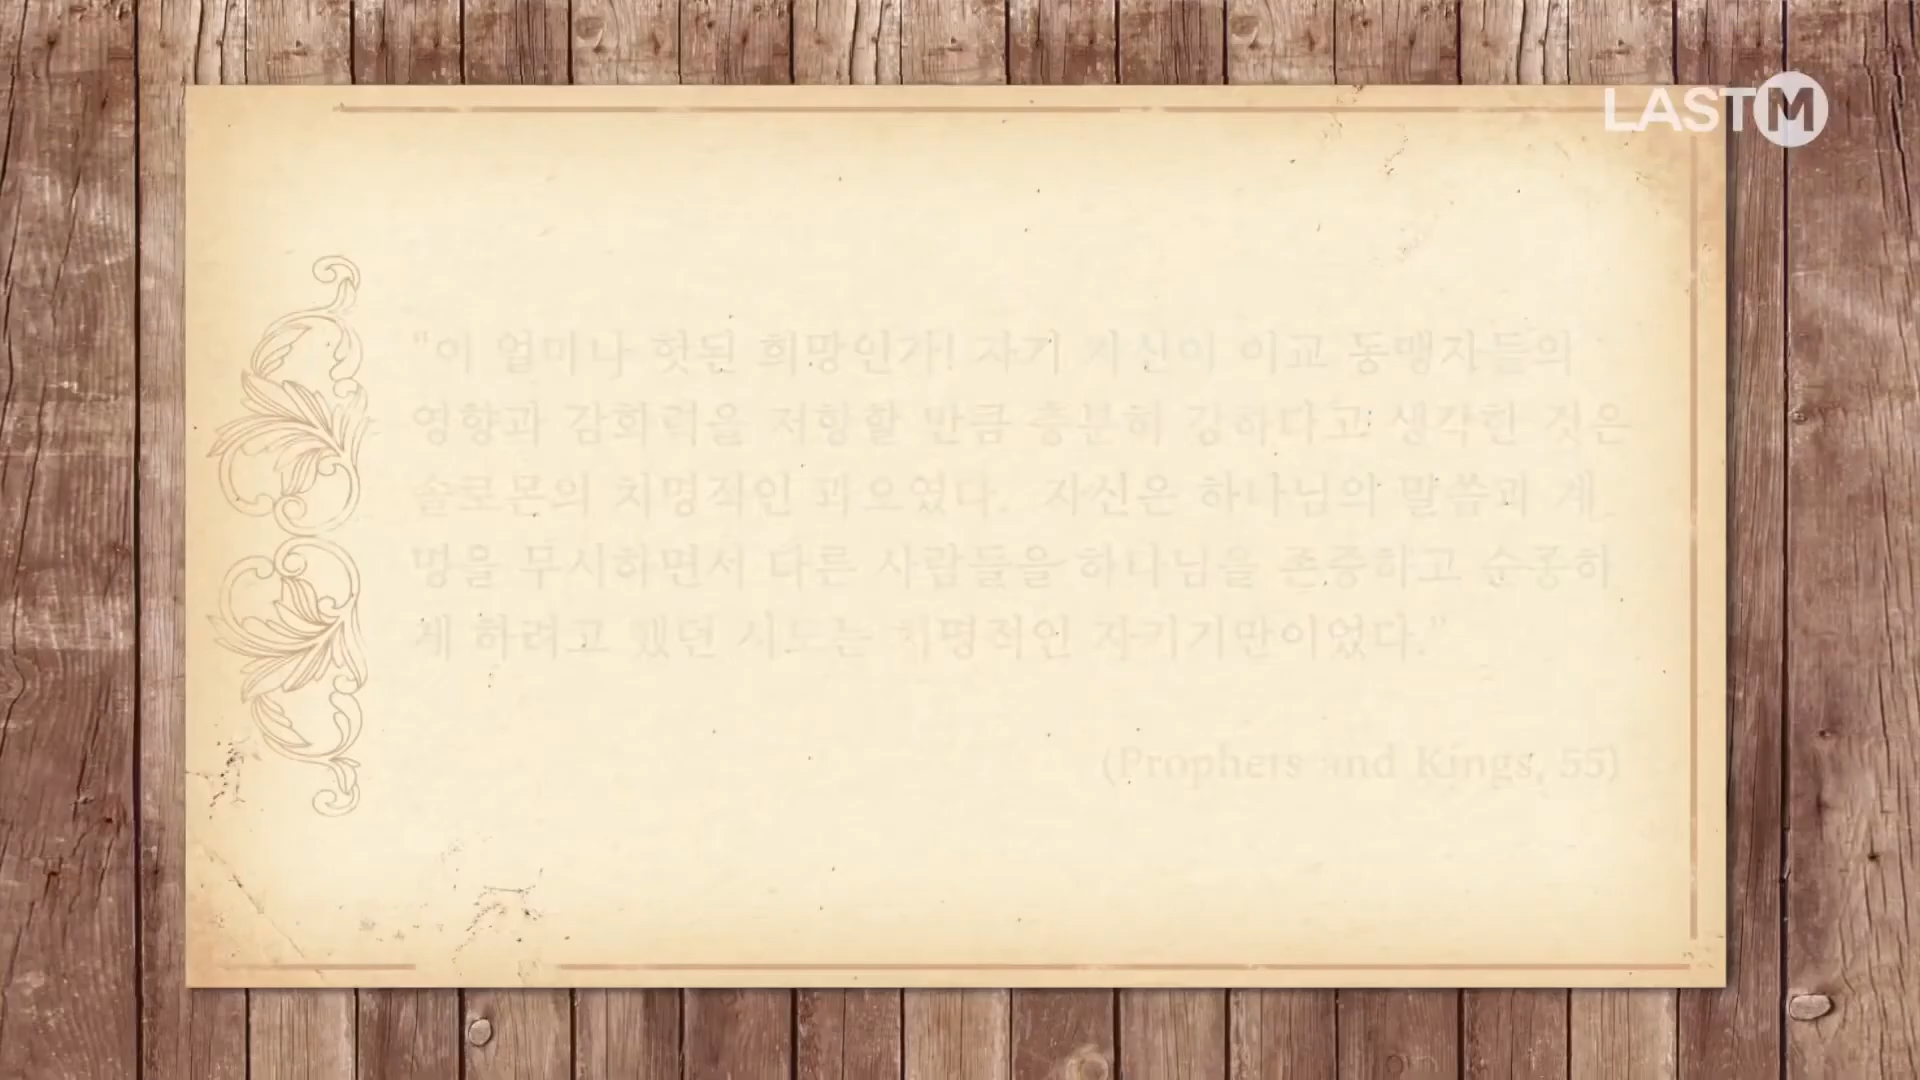 LASTM
"이 얼마나 헛된 희망인가! 자기 자신이 이교 동맹자들의
영향과 감화력을 저항할 만큼 충분히 강하다고 생각한 것은
솔로몬의 치명적인 과오였다. 자신은 하나님의 말씀과 계
명을 무시하면서 다른 사람들을 하나님을 존중하고 순종하
게 하려고 했던 시도는 치명적인 자기기만이었다."
(Prophets and Kings, 55)